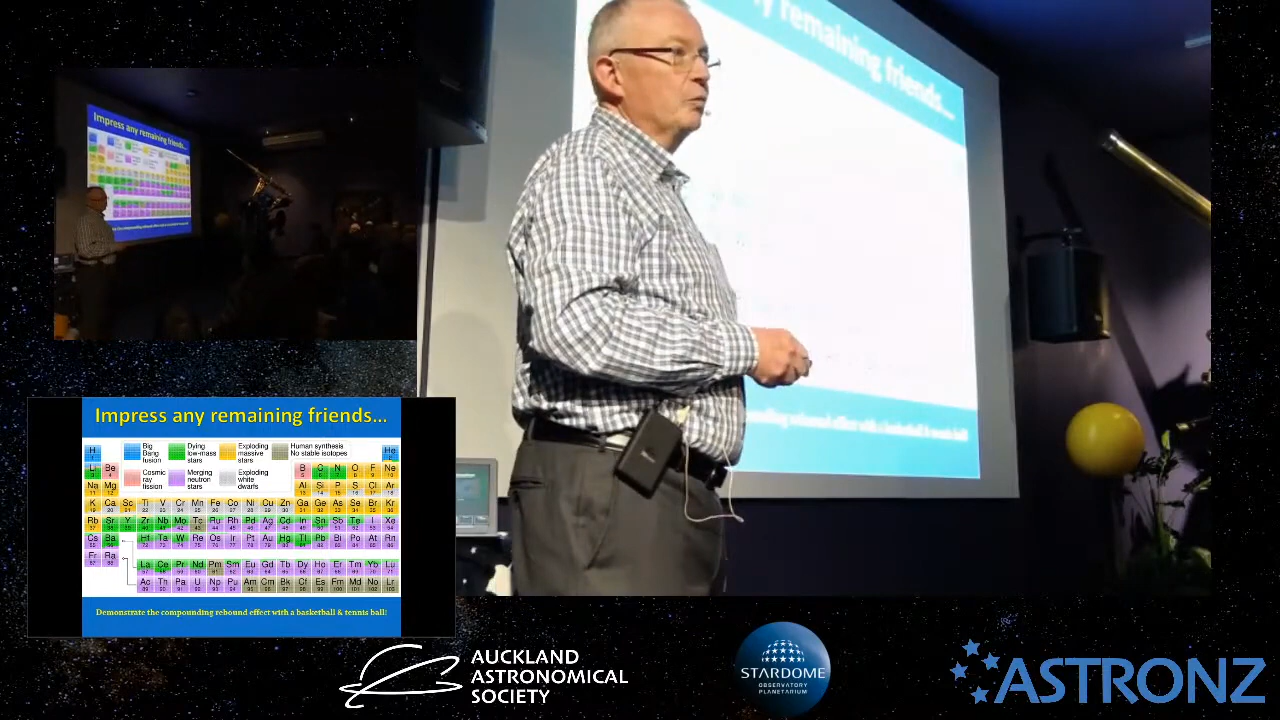 Impress any remaining friends...
y remaining friends...
Impress any remaining friends...
Big Bang fusion
Dying low-mass stars
Exploding massive stars
Human synthesis No stable isotopes
Cosmic ray fission
Merging neutron stars
Exploding white dwarfs
H He
Li Be B C N O F Ne
Na Mg Al Si P S Cl Ar
K Ca Sc Ti V Cr Mn Fe Co Ni Cu Zn Ga Ge As Se Br Kr
Rb Sr Y Zr Nb Mo Tc Ru Rh Pd Ag Cd In Sn Sb Te I Xe
Cs Ba Hf Ta W Re Os Ir Pt Au Hg Tl Pb Bi Po At Rn
Fr Ra
La Ce Pr Nd Pm Sm Eu Gd Tb Dy Ho Er Tm Yb Lu
Ac Th Pa U Np Pu Am Cm Bk Cf Es Fm Md No Lr
Demonstrate the compounding rebound effect with a basketball & tennis ball!
AUCKLAND
ASTRONOMICAL
SOCIETY
STARDOME
OBSERVATORY
PLANETARIUM
ASTRONZ